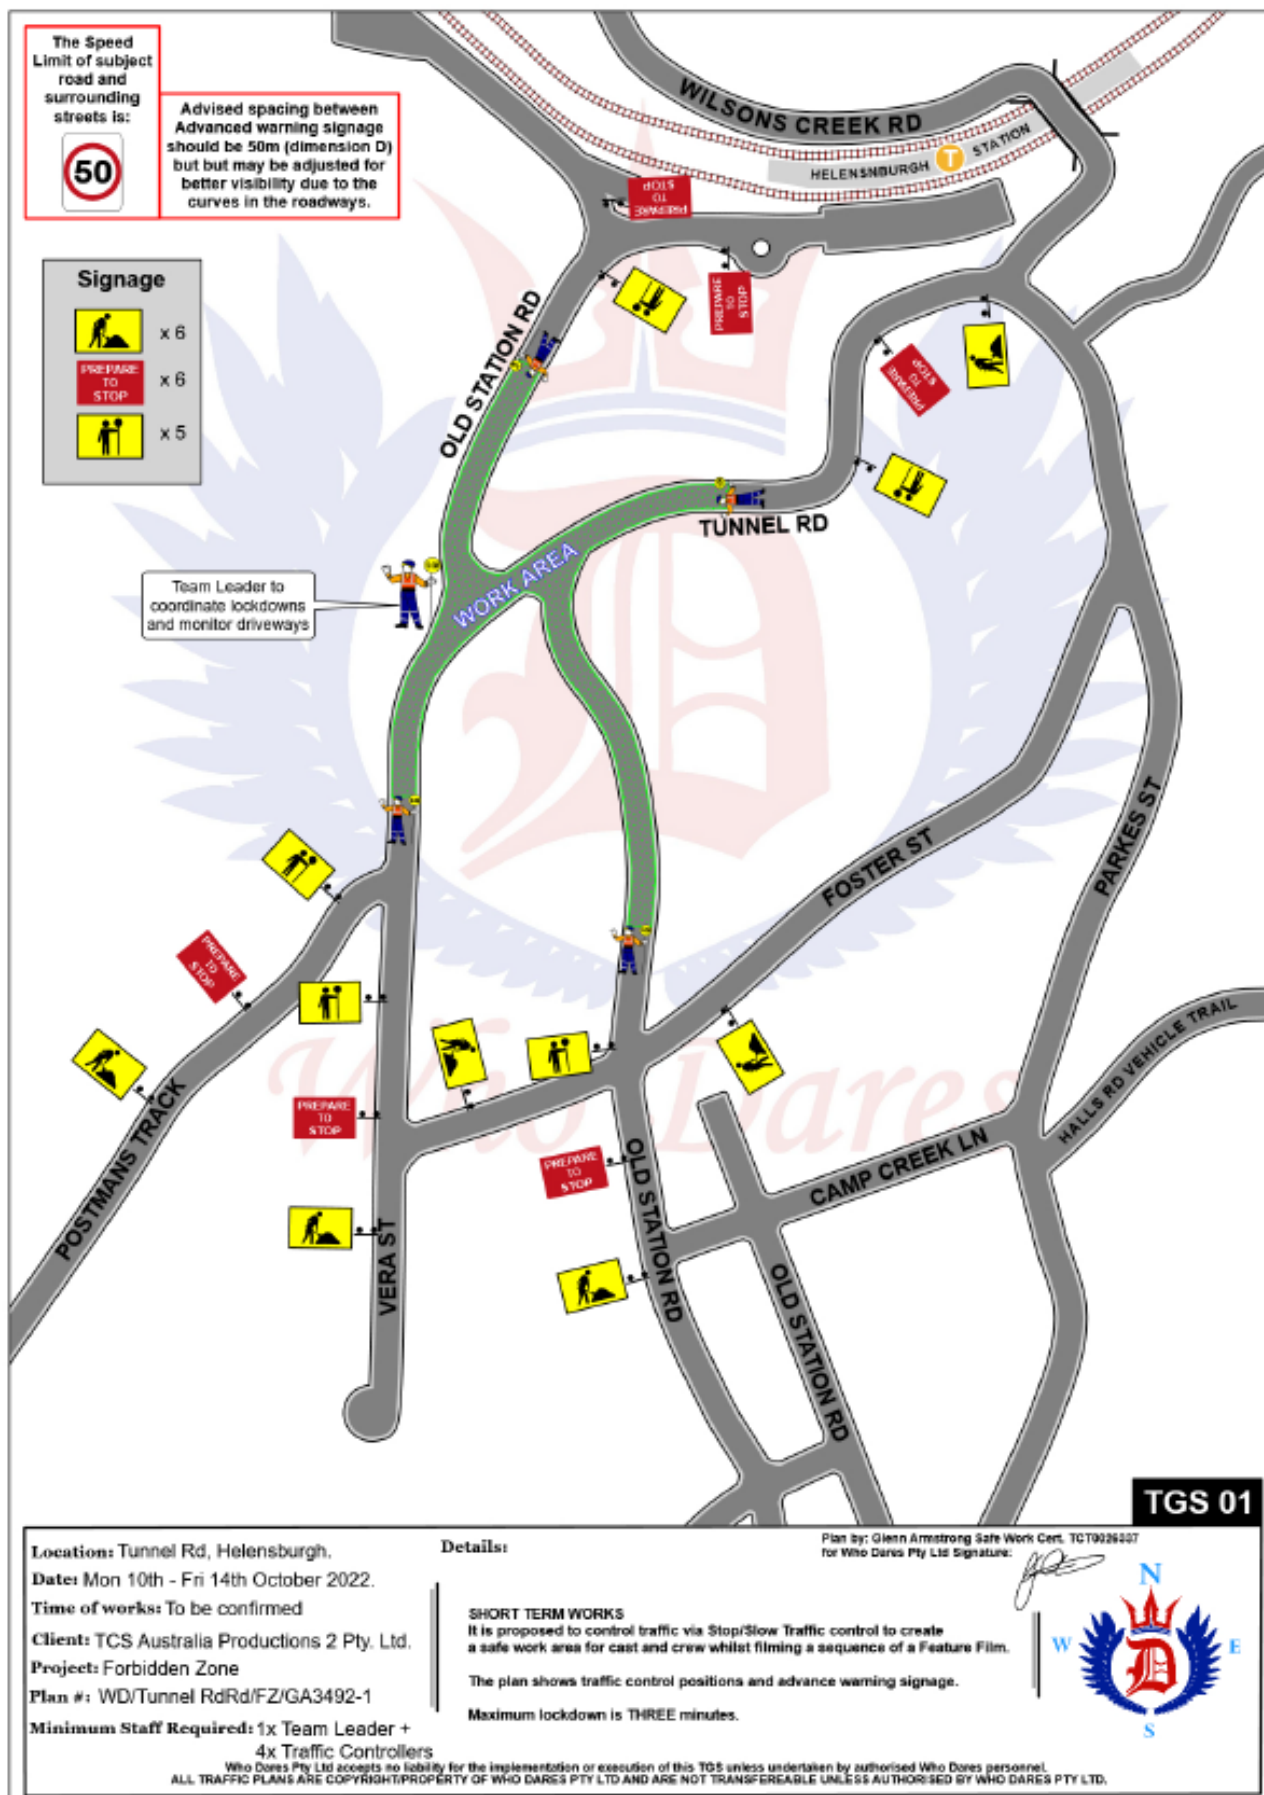 The Speed
Limit of subject
road and
surrounding
streets is:
50
Advised spacing between
Advanced warning signage
should be 50m (dimension D)
but but may be adjusted for
better visibility due to the
curves in the roadways.
WILSONS CREEK RD
HELENSNBURGH T STATION
PREPARE
TO
STOP
PREPARE
TO
STOP
Signage
x 6
PREPARE
TO
STOP
x 6
x 5
OLD STATION RD
PREPARE
TO
STOP
TUNNEL RD
WORK AREA
Team Leader to
coordinate lockdowns
and monitor driveways
FOSTER ST
PARKES ST
PREPARE
TO
STOP
HALLS RD VEHICLE TRAIL
Who Dares
POSTMANS TRACK
PREPARE
TO
STOP
PREPARE
TO
STOP
OLD STATION RD
CAMP CREEK LN
VERA ST
OLD STATION RD
TGS 01
Location: Tunnel Rd, Helensburgh.
Date: Mon 10th - Fri 14th October 2022.
Time of works: To be confirmed
Client: TCS Australia Productions 2 Pty. Ltd.
Project: Forbidden Zone
Plan #: WD/Tunnel RdRd/FZ/GA3492-1
Minimum Staff Required: 1x Team Leader +
4x Traffic Controllers
Details:
SHORT TERM WORKS
It is proposed to control traffic via Stop/Slow Traffic control to create
a safe work area for cast and crew whilst filming a sequence of a Feature Film.
The plan shows traffic control positions and advance warning signage.
Maximum lockdown is THREE minutes.
Plan by: Glenn Armstrong Safe Work Cert.
for Who Dares Pty Ltd Signature:
N
W
E
D
S
Who Dares Pty Ltd accepts no liability for the implementation or execution of this TGS unless undertaken by authorised Who Dares personnel.
ALL TRAFFIC PLANS ARE COPYRIGHT/PROPERTY OF WHO DARES PTY LTD AND ARE NOT TRANSFEREABLE UNLESS AUTHORISED BY WHO DARES PTY LTD.